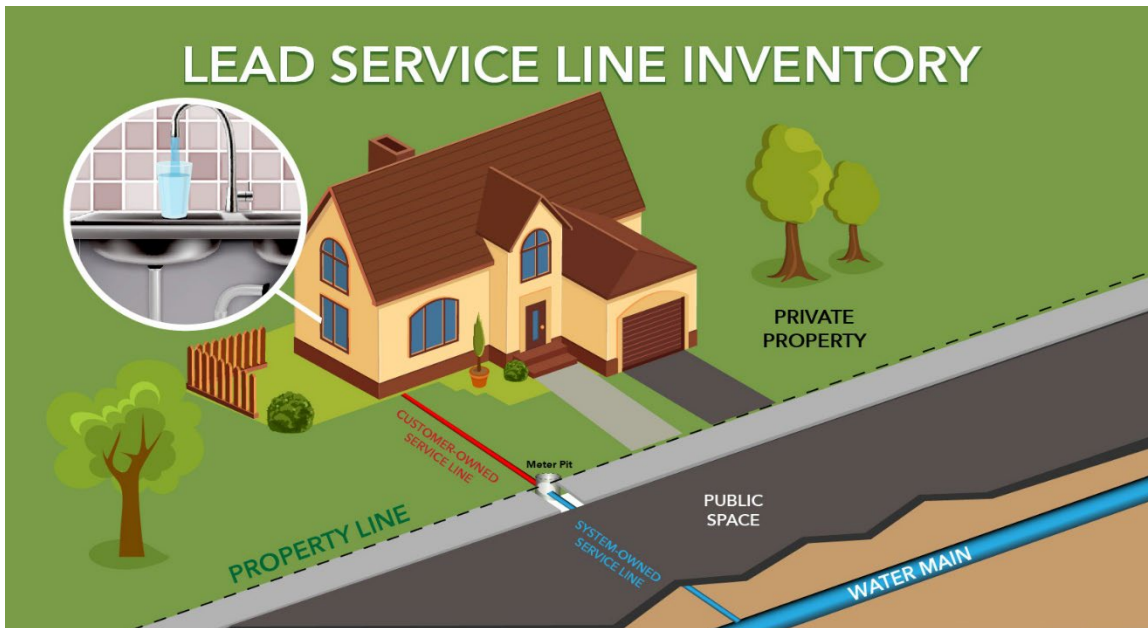 LEAD SERVICE LINE INVENTORY
PRIVATE
PROPERTY
CUSTOMER-OWNED
SERVICE LINE
Meter Pit
PUBLIC
SPACE
PROPERTY LINE
SYSTEM-OWNED
SERVICE LINE
WATER MAIN